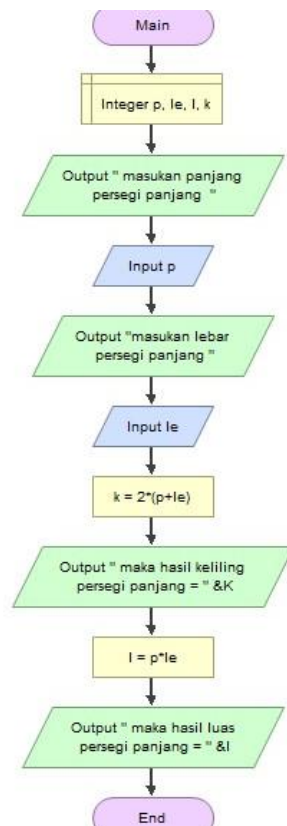 Main
Integer p, le, l, k
Output " masukan panjang
persegi panjang "
Input p
Output "masukan lebar
persegi panjang "
Input le
k = 2*(p+le)
Output " maka hasil keliling
persegi panjang = " &K
l = p*le
Output " maka hasil luas
persegi panjang = " &l
End